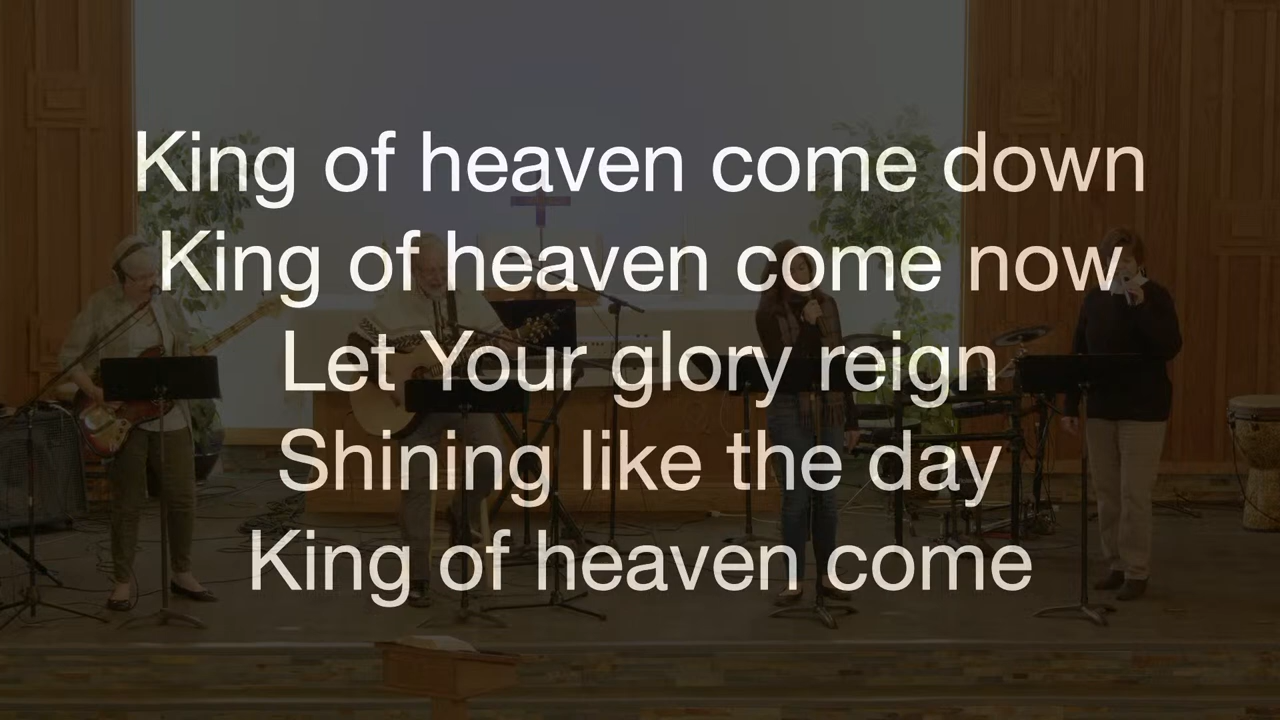 King of heaven come down
King of heaven come now
Let Your glory reign
Shining like the day
King of heaven come